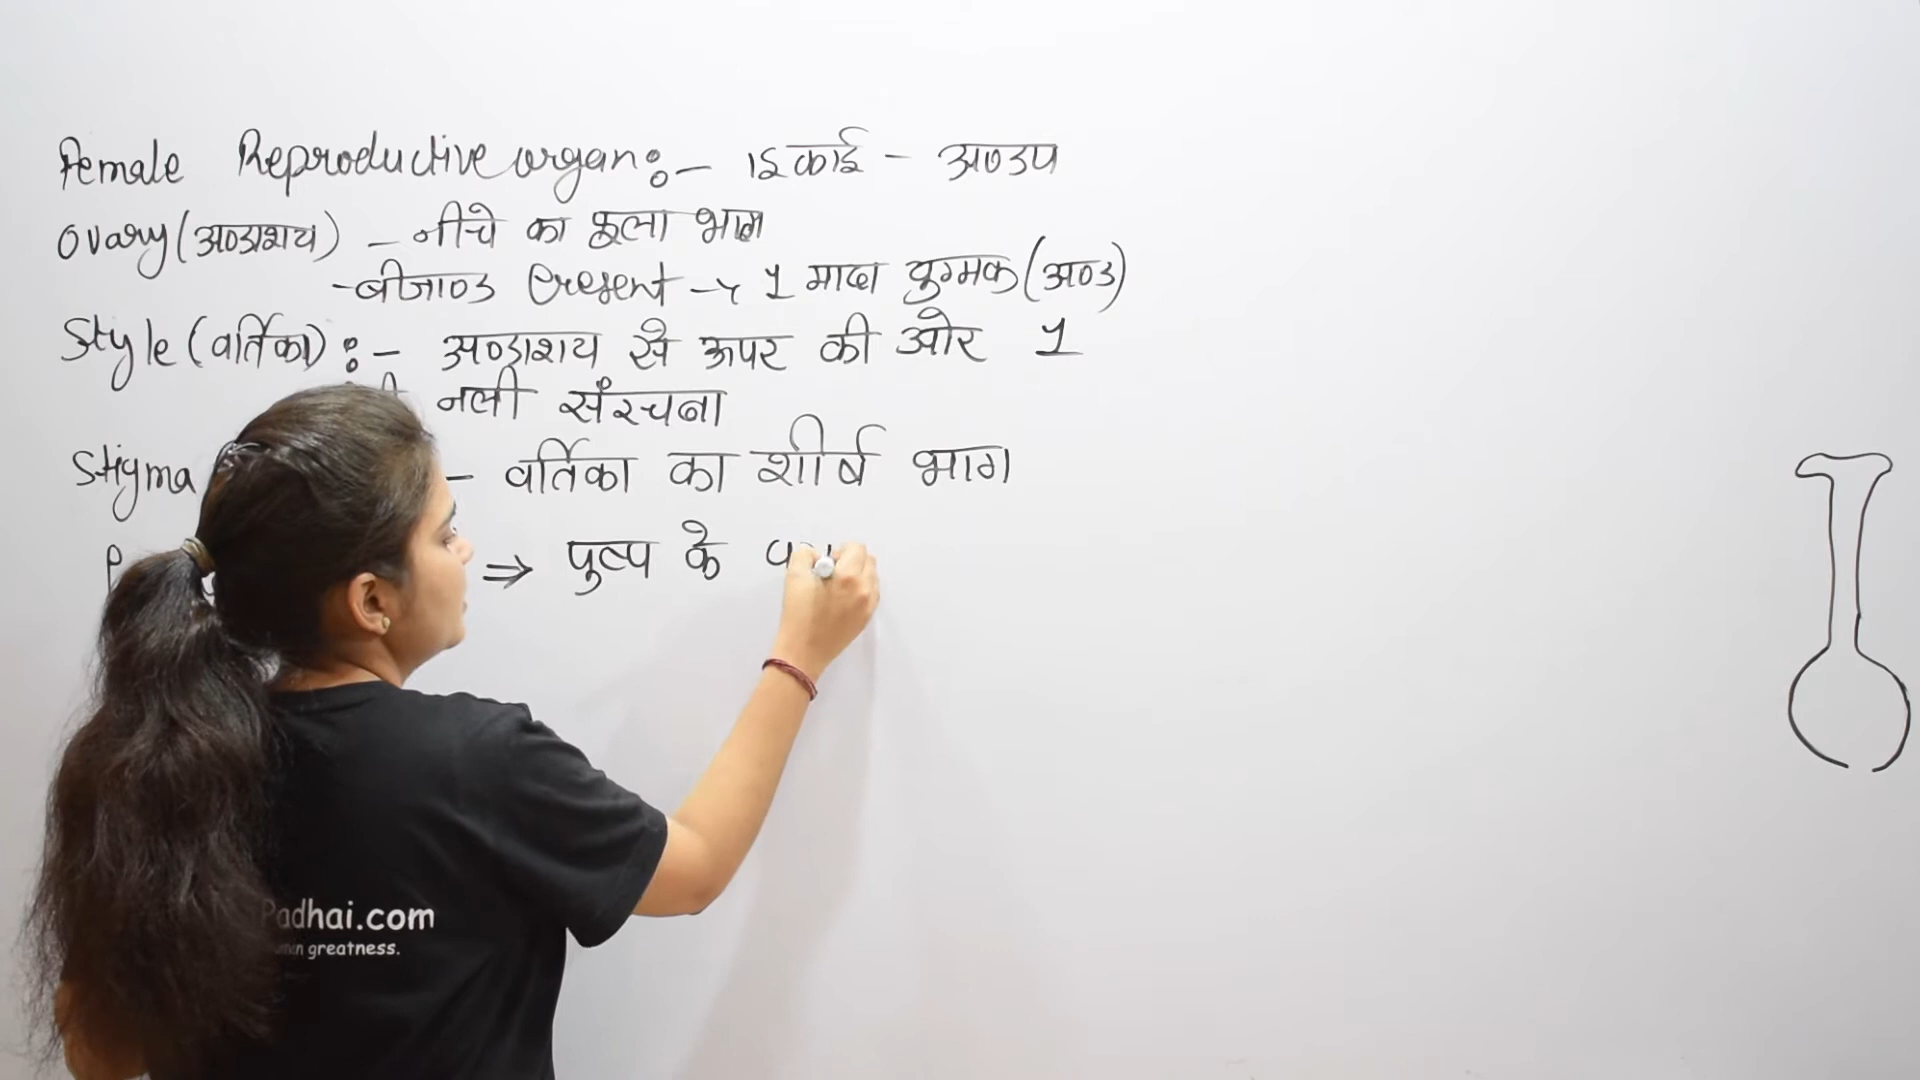 Female Reproductive organ:- इकाई - अण्डप
Ovary (अण्डाशय) - नीचे का फूला भाग
- बीजाण्ड Present → 1 मादा युग्मक (अण्ड)
Style (वर्तिका) :- अण्डाशय से ऊपर की ओर 1
नली संरचना
Stigma - वर्तिका का शीर्ष भाग
⇒ पुष्प के
Padhai.com
greatness.